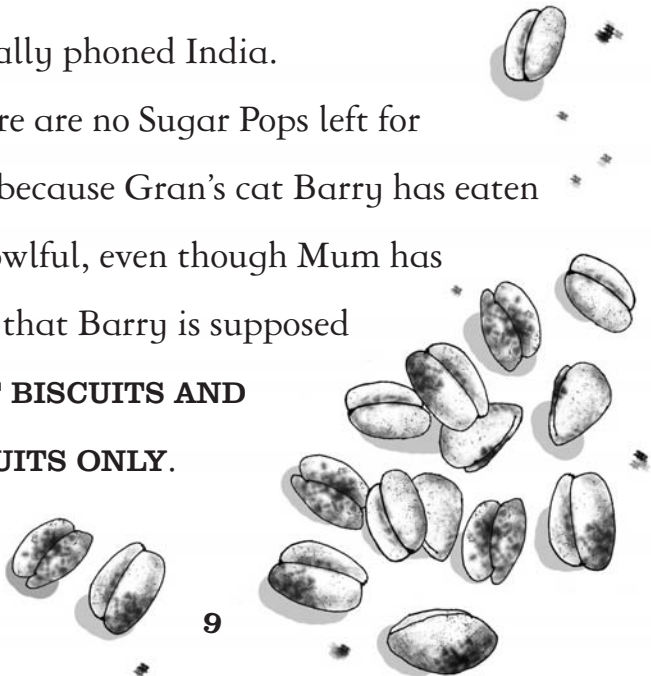 ally phoned India.
re are no Sugar Pops left for
because Gran’s cat Barry has eaten
owlful, even though Mum has
that Barry is supposed
T BISCUITS AND
UITS ONLY.
9